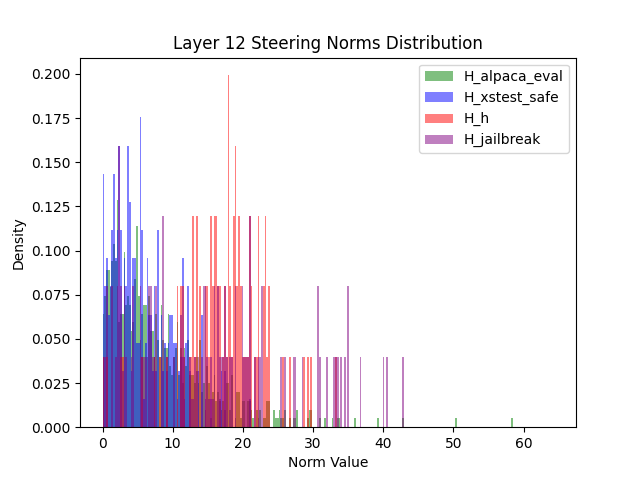 Layer 12 Steering Norms Distribution
H_alpaca_eval
H_xstest_safe
H_h
H_jailbreak
Density
0.200
0.175
0.150
0.125
0.100
0.075
0.050
0.025
0.000
0 10 20 30 40 50 60
Norm Value